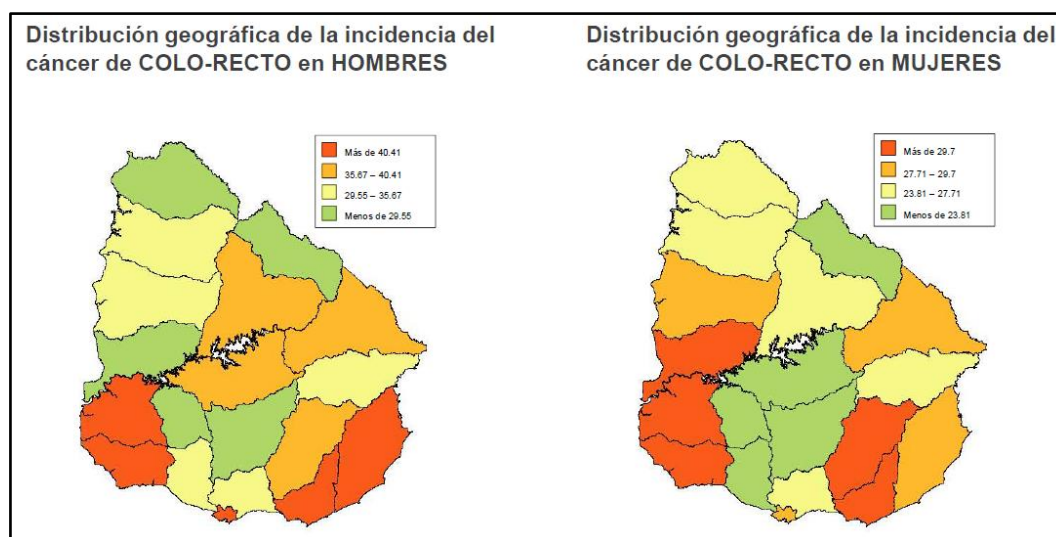 Distribución geográfica de la incidencia del
cáncer de COLO-RECTO en HOMBRES
Más de 40.41
35.67 – 40.41
29.55 – 35.67
Menos de 29.55
Distribución geográfica de la incidencia del
cáncer de COLO-RECTO en MUJERES
Más de 29.7
27.71 – 29.7
23.81 – 27.71
Menos de 23.81